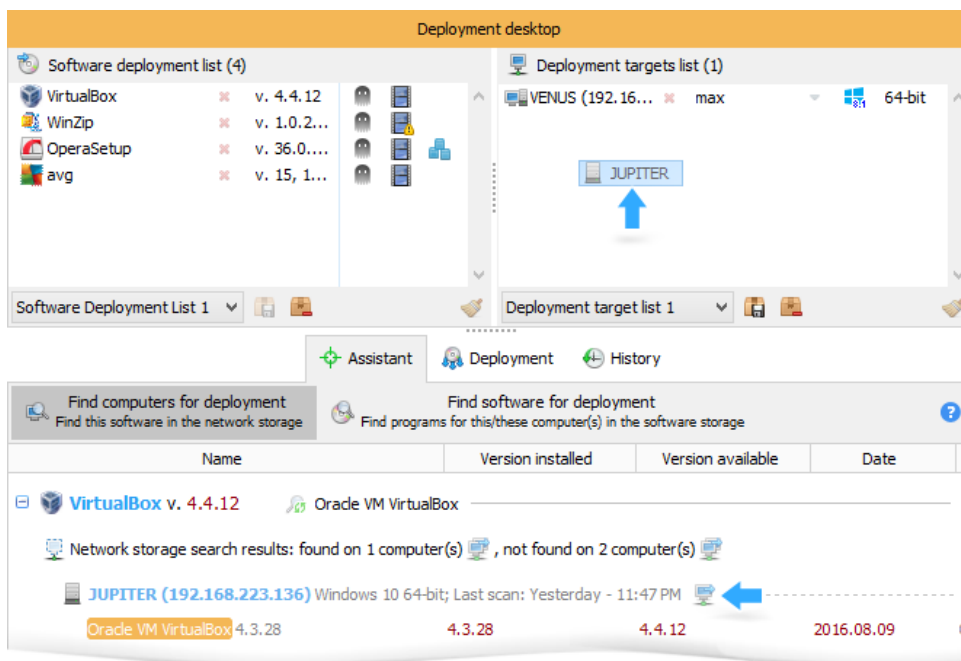 Deployment desktop
Software deployment list (4)
VirtualBox v. 4.4.12
WinZip v. 1.0.2...
OperaSetup v. 36.0....
avg v. 15, 1...
Software Deployment List 1
Deployment targets list (1)
VENUS (192.16... max 8.1 64-bit
JUPITER
Deployment target list 1
Assistant Deployment History
Find computers for deployment
Find this software in the network storage
Find software for deployment
Find programs for this/these computer(s) in the software storage
Name Version installed Version available Date
VirtualBox v. 4.4.12 Oracle VM VirtualBox
Network storage search results: found on 1 computer(s) , not found on 2 computer(s)
JUPITER (192.168.223.136) Windows 10 64-bit; Last scan: Yesterday - 11:47 PM
Oracle VM VirtualBox 4.3.28 4.3.28 4.4.12 2016.08.09